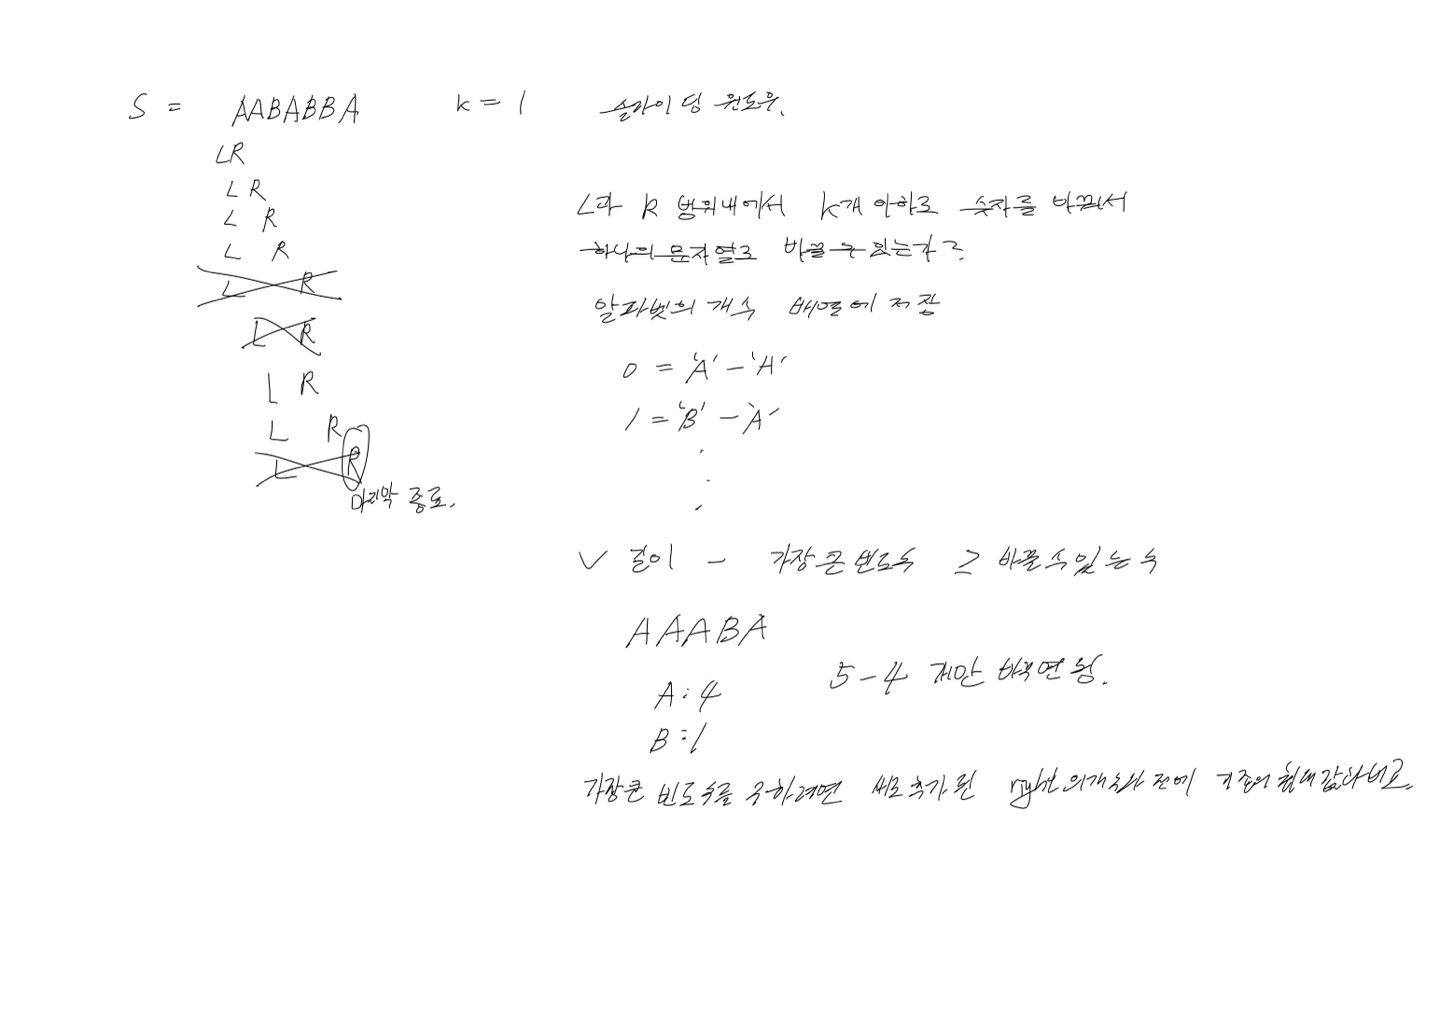 S = AABABBA k = 1 슬라이딩 윈도우.
LR
L R
L R
L R
L R
L R
L R
L R
L R
마지막 종료.
L과 R 범위내에서 k개 이하로 숫자를 바꿔서
하나의 문자열로 바꿀 수 있는가?
알파벳의 개수 배열에 저장
0 = 'A' - 'A'
1 = 'B' - 'A'
.
.
.
✓ 길이 - 가장 큰 빈도수 ≥ 바꿀 수 있는 수
AAABA
A : 4
B : 1
5-4 개만 바꾸면 됨.
가장큰 빈도수를 구하려면 새로 추가된 right의개수와 전에 기존의 최대값과비교.